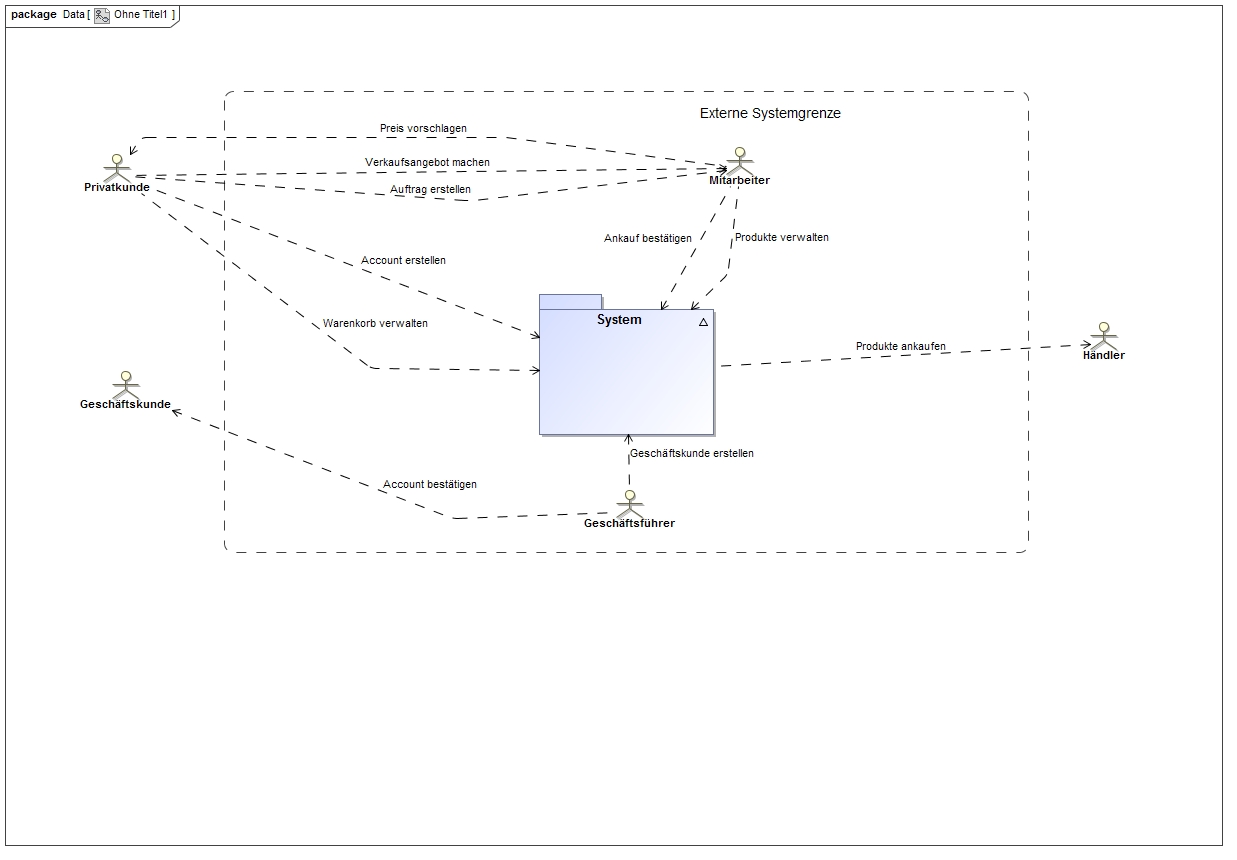 package Data [ Ohne Titel1 ]
Externe Systemgrenze
Preis vorschlagen
Verkaufsangebot machen
Auftrag erstellen
Privatkunde
Mitarbeiter
Ankauf bestätigen
Produkte verwalten
Account erstellen
System
Warenkorb verwalten
Produkte ankaufen
Händler
Geschäftskunde
Geschäftskunde erstellen
Account bestätigen
Geschäftsführer